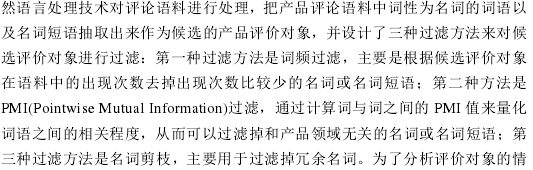 然语言处理技术对评论语料进行处理，把产品评论语料中词性为名词的词语以
及名词短语抽取出来作为候选的产品评价对象，并设计了三种过滤方法来对候
选评价对象进行过滤：第一种过滤方法是词频过滤，主要是根据候选评价对象
在语料中的出现次数去掉出现次数比较少的名词或名词短语；第二种方法是
PMI(Pointwise Mutual Information)过滤，通过计算词与词之间的 PMI 值来量化
词语之间的相关程度，从而可以过滤掉和产品领域无关的名词或名词短语；第
三种过滤方法是名词剪枝，主要用于过滤掉冗余名词。为了分析评价对象的情